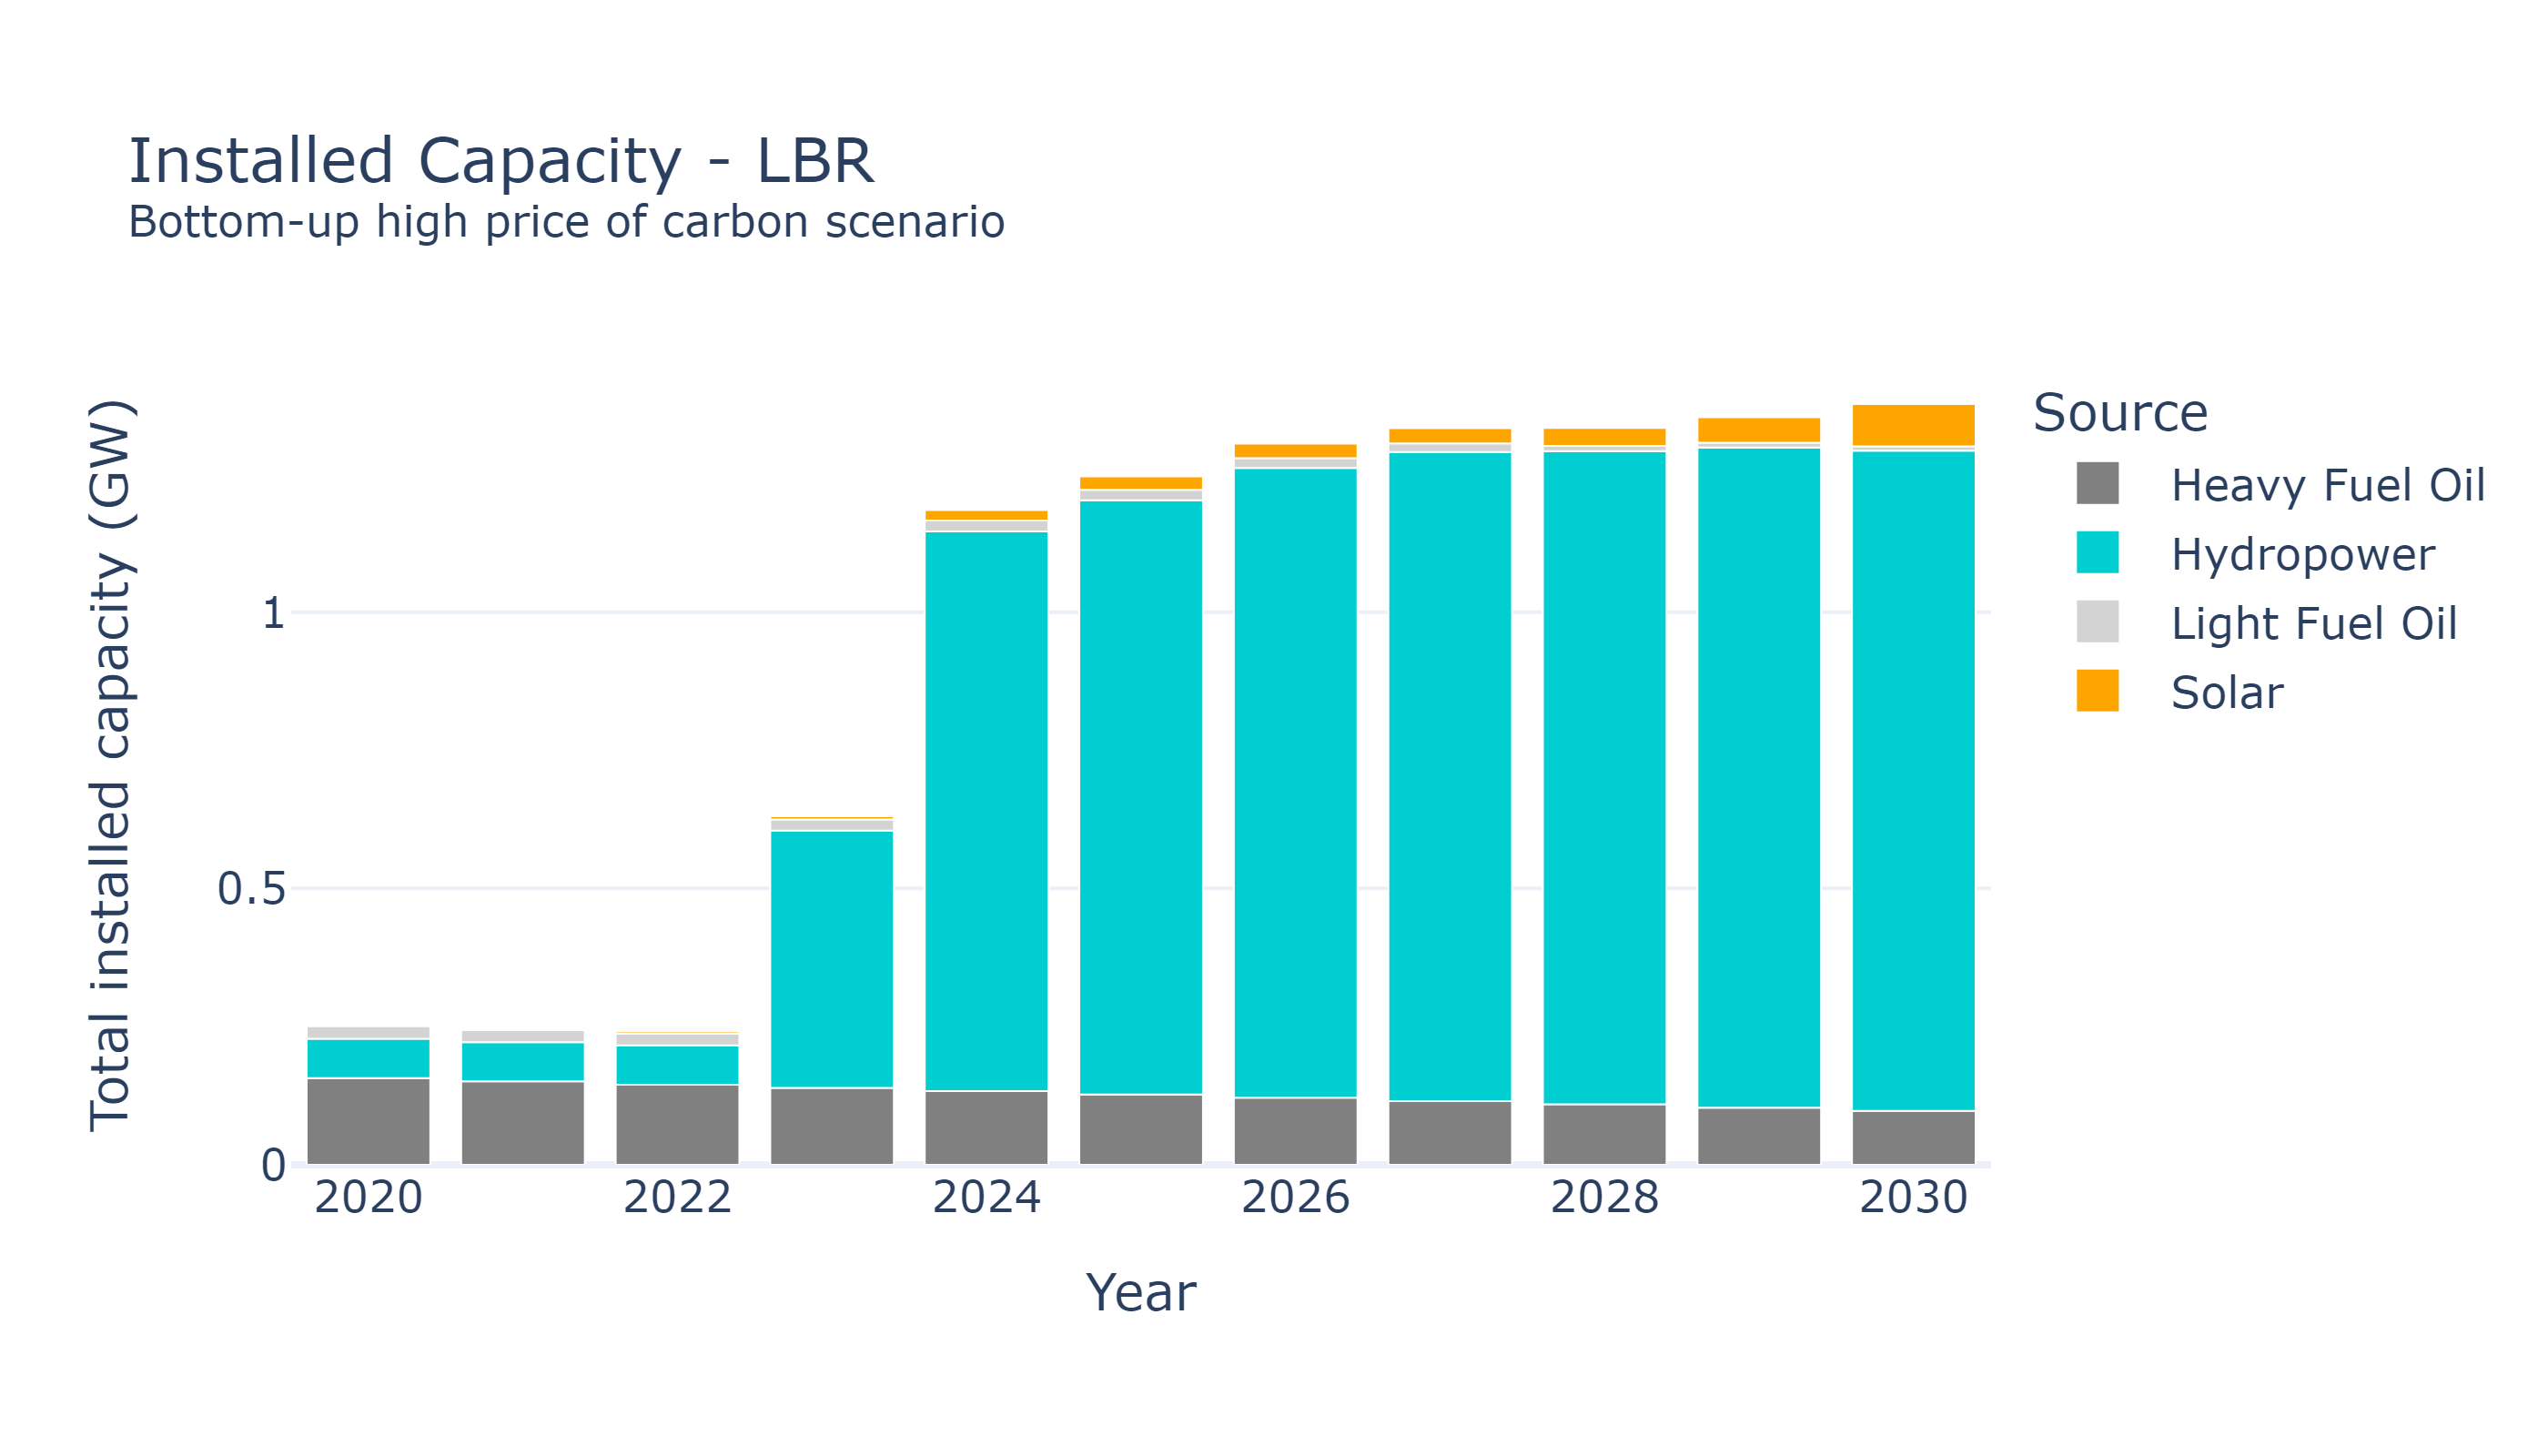 Installed Capacity - LBR
Bottom-up high price of carbon scenario
Total installed capacity (GW)
1
0.5
0
2020
2022
2024
2026
2028
2030
Year
Source
Heavy Fuel Oil
Hydropower
Light Fuel Oil
Solar